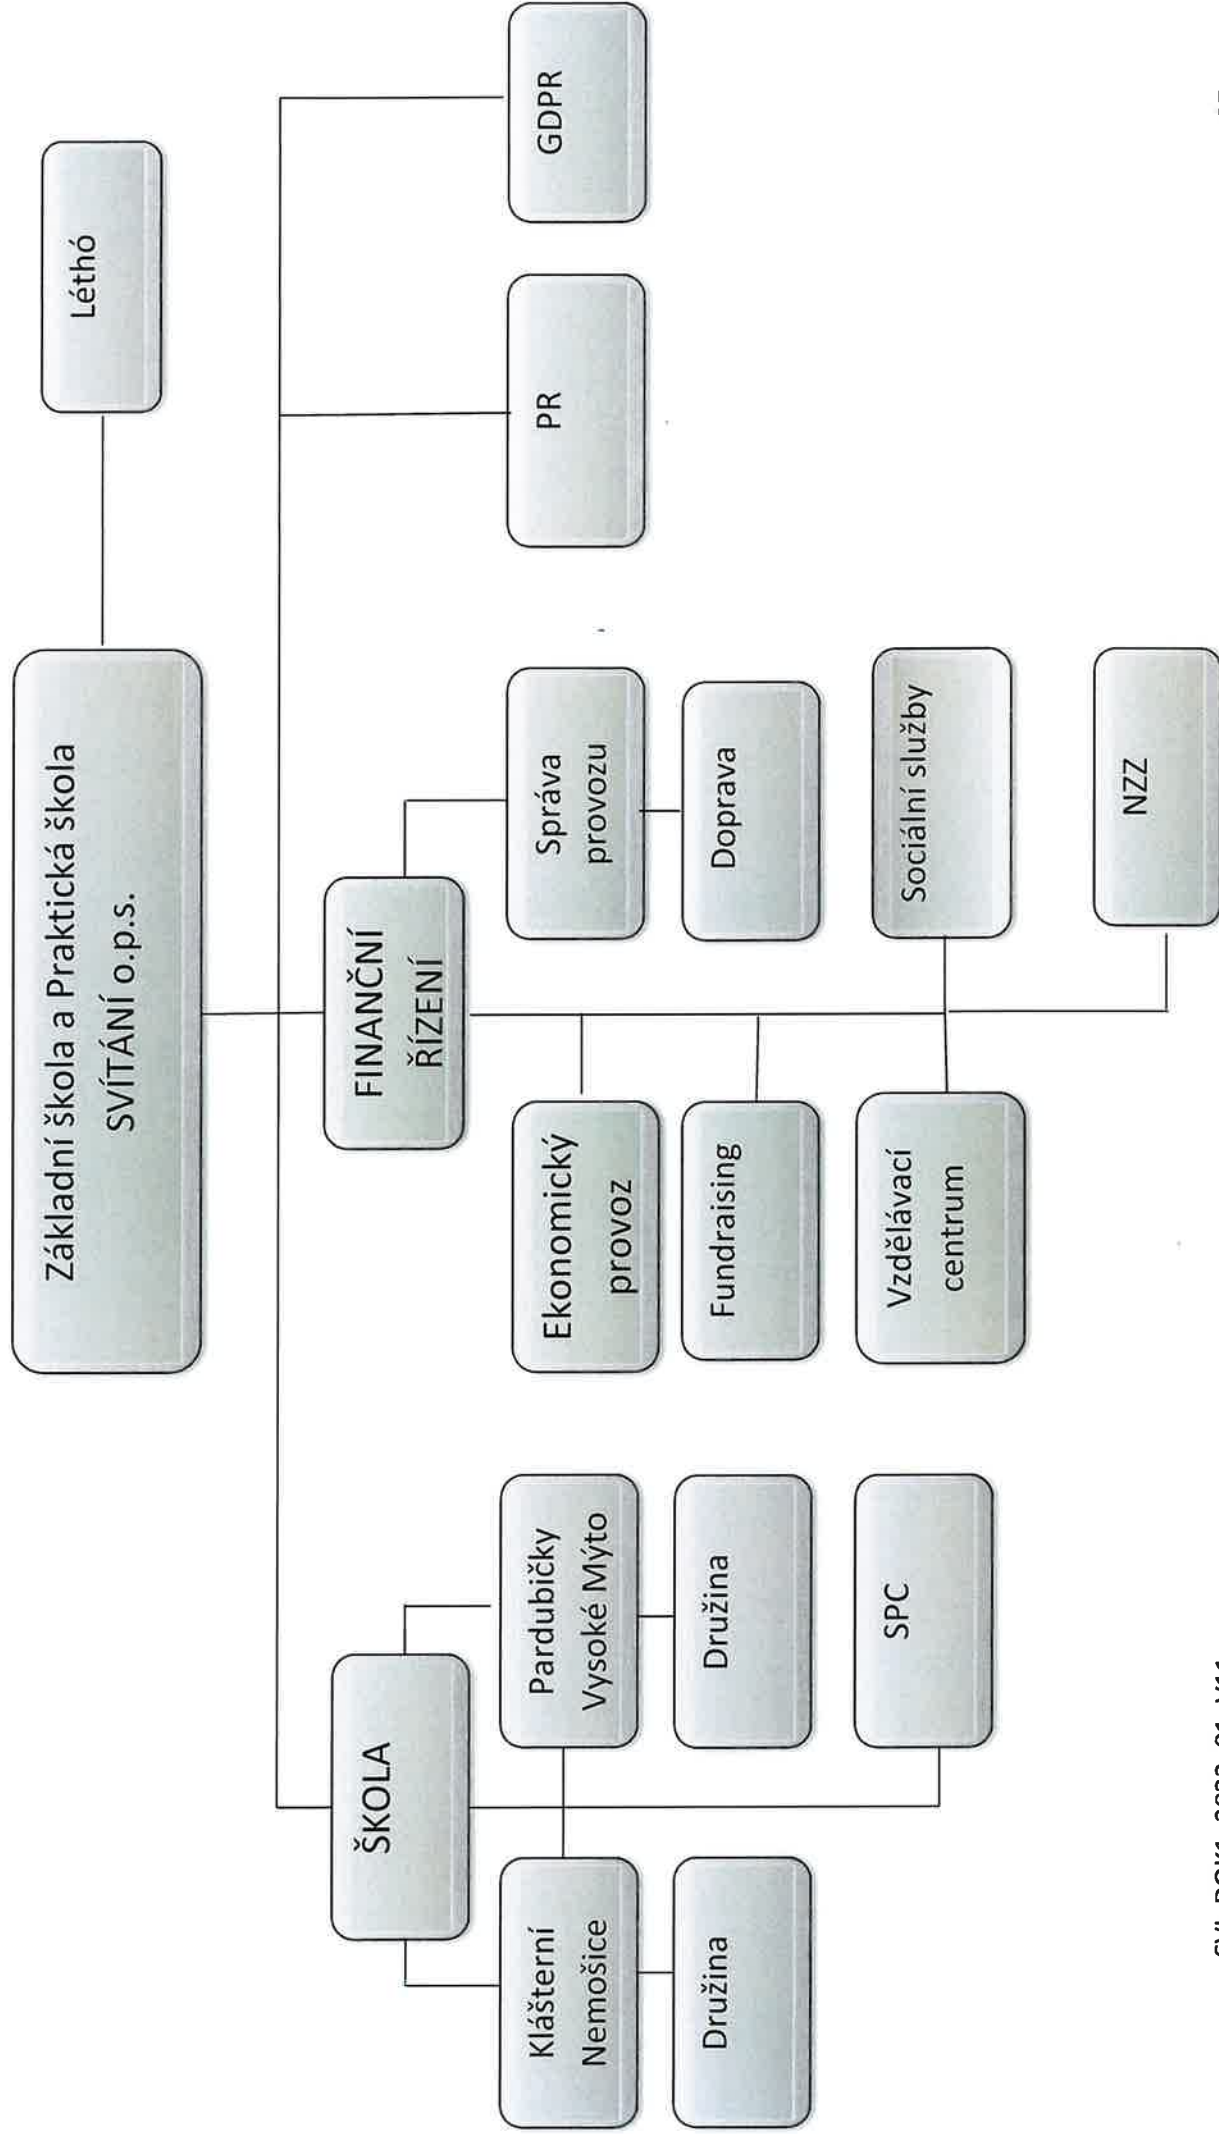 Základní škola a Praktická škola
SVÍTÁNÍ o.p.s.
Léthó
ŠKOLA
FINANČNÍ
ŘÍZENÍ
Klášterní
Nemošice
Pardubičky
Vysoké Mýto
Ekonomický
provoz
Správa
provozu
PR
GDPR
Družina
Družina
Fundraising
Doprava
SPC
Vzdělávací
centrum
Sociální služby
NZZ